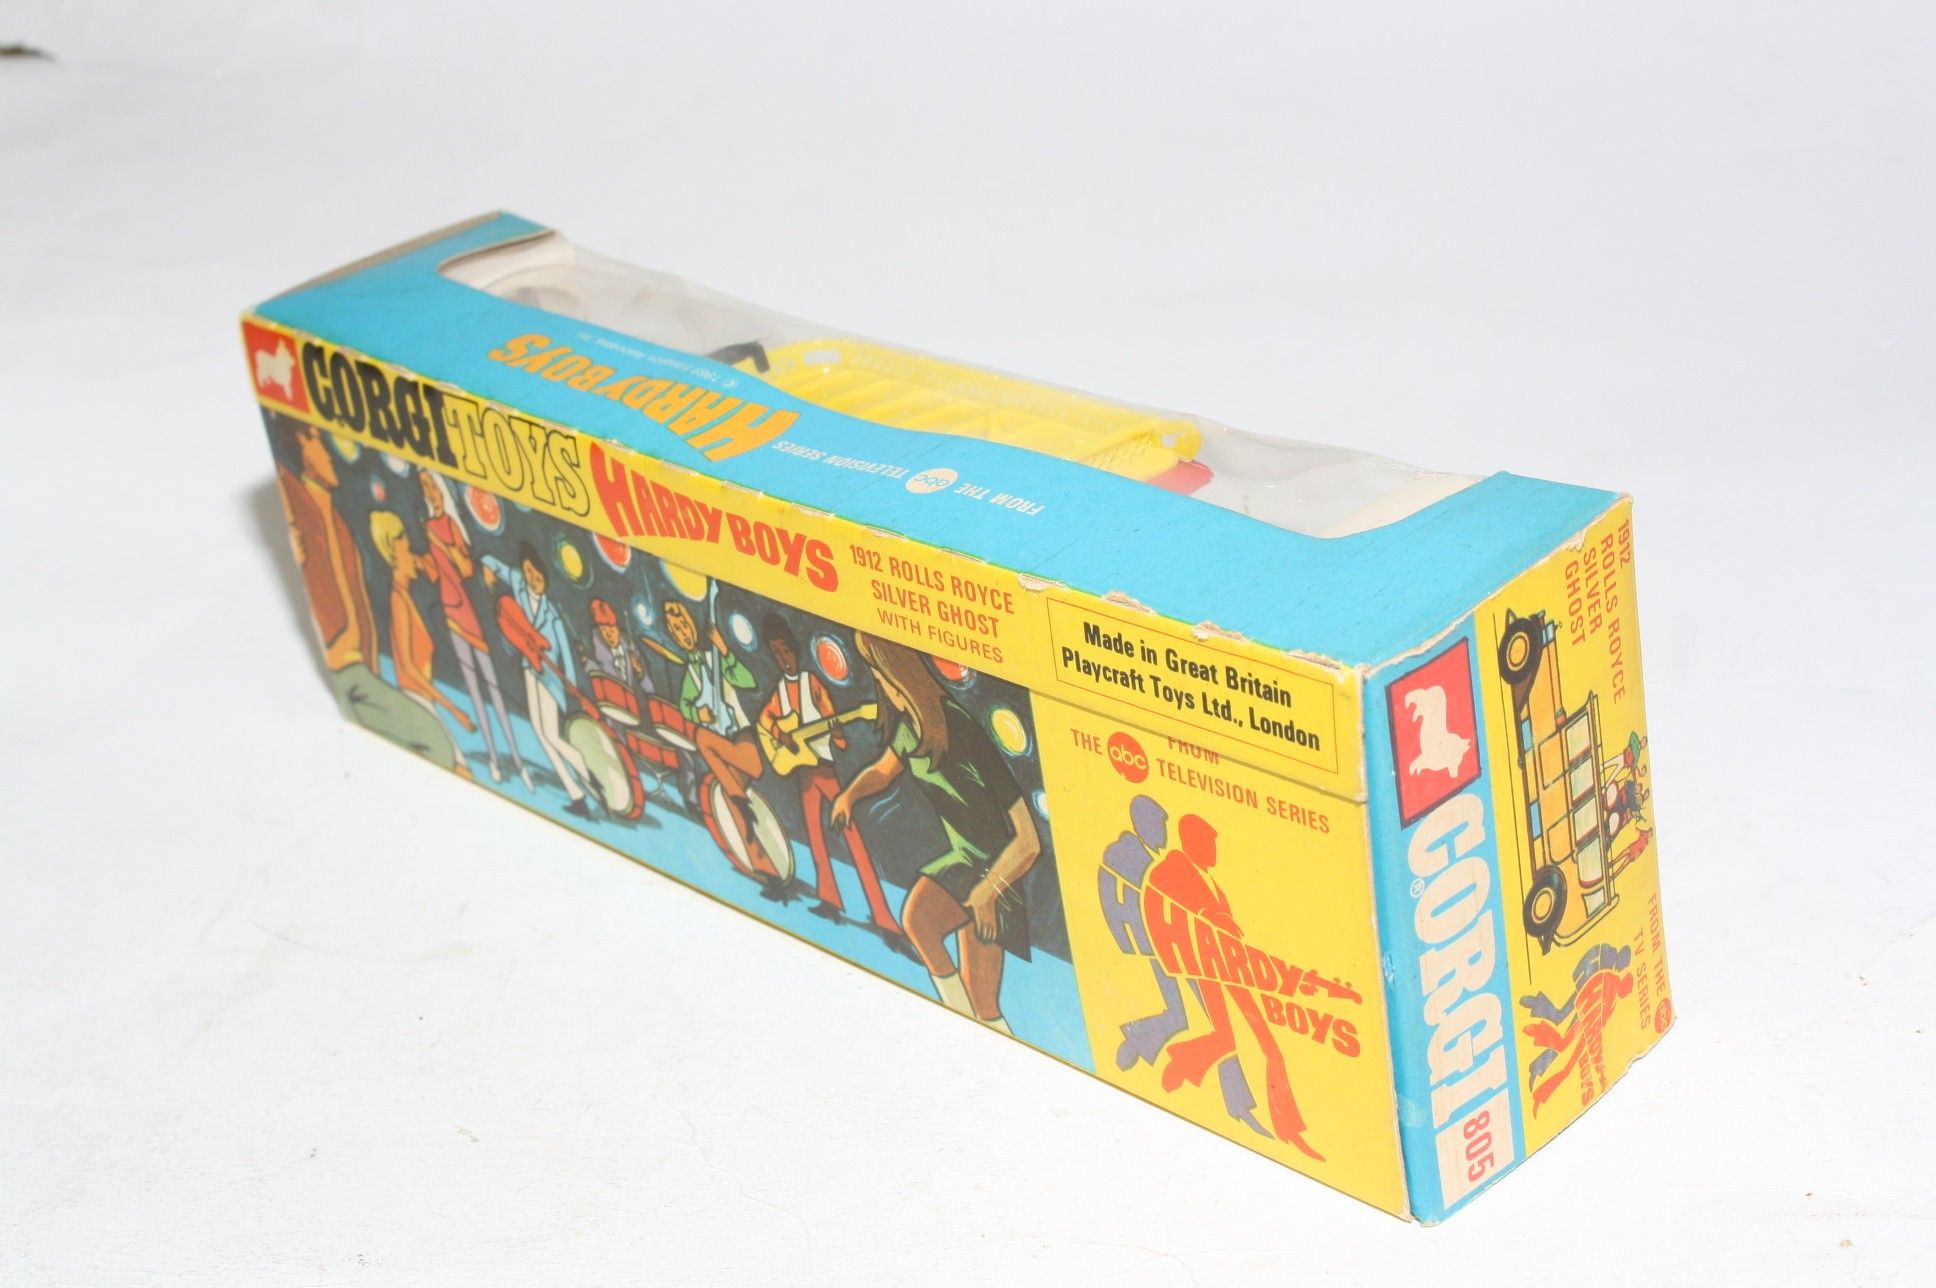 CORGI TOYS
HARDY BOYS
1912 ROLLS ROYCE
SILVER GHOST
WITH FIGURES
Made in Great Britain
Playcraft Toys Ltd., London
THE abc FROM
TELEVISION SERIES
HARDY
BOYS
FROM THE abc TELEVISION SERIES
HARDY BOYS
© 1969 Filmation Associates, Inc.
CORGI® 805
1912
ROLLS ROYCE
SILVER
GHOST
FROM THE abc
TV SERIES
HARDY
BOYS